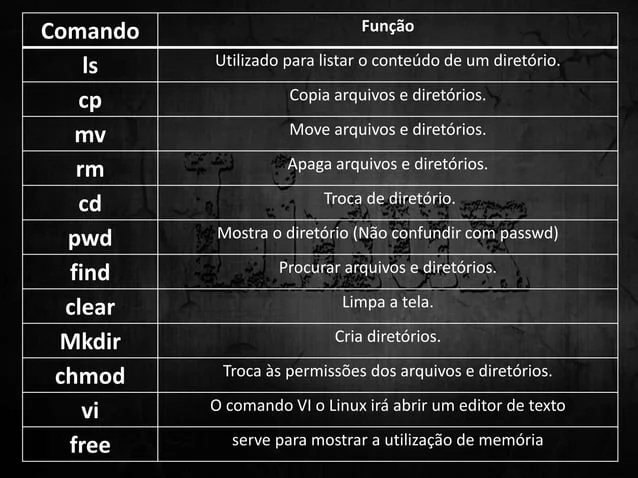 Comando Função
ls Utilizado para listar o conteúdo de um diretório.
cp Copia arquivos e diretórios.
mv Move arquivos e diretórios.
rm Apaga arquivos e diretórios.
cd Troca de diretório.
pwd Mostra o diretório (Não confundir com passwd)
find Procurar arquivos e diretórios.
clear Limpa a tela.
Mkdir Cria diretórios.
chmod Troca às permissões dos arquivos e diretórios.
vi O comando VI o Linux irá abrir um editor de texto
free serve para mostrar a utilização de memória
Linux